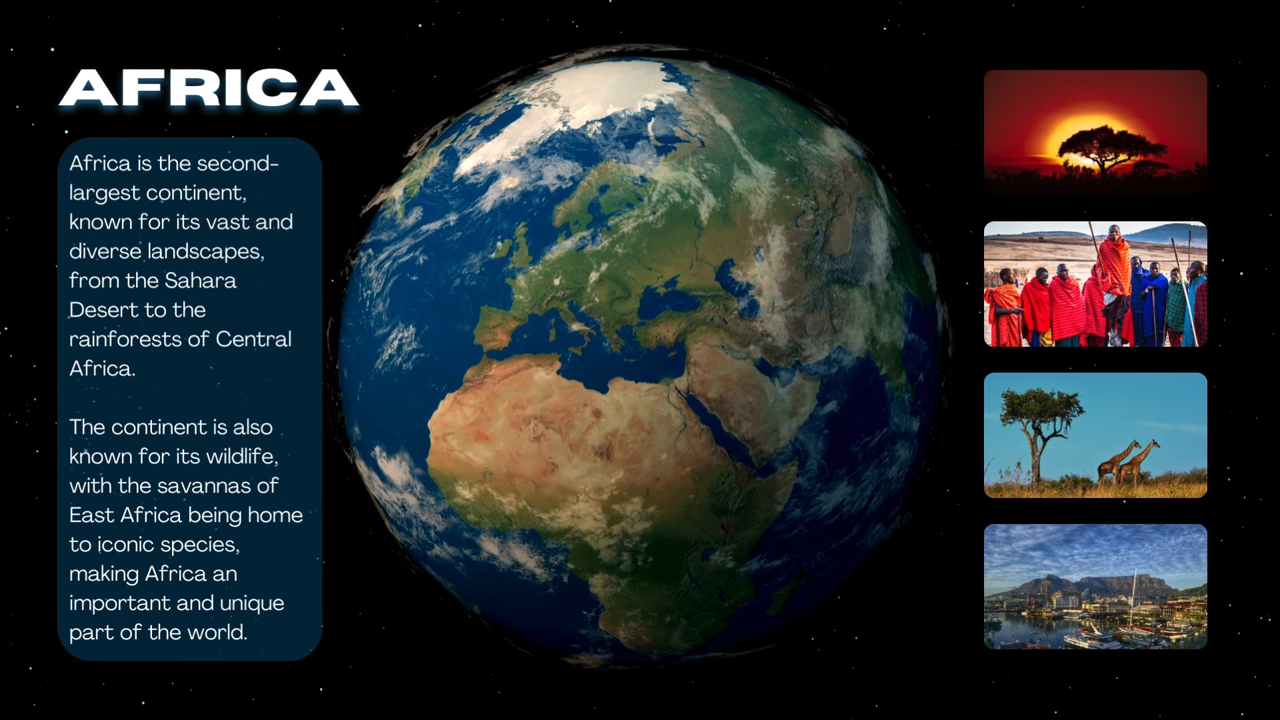 AFRICA
Africa is the second-
largest continent,
known for its vast and
diverse landscapes,
from the Sahara
Desert to the
rainforests of Central
Africa.
The continent is also
known for its wildlife,
with the savannas of
East Africa being home
to iconic species,
making Africa an
important and unique
part of the world.